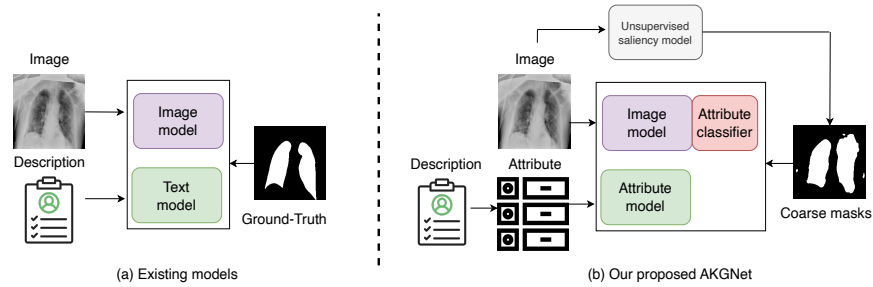 Image
Image
model
Description
Text
model
Ground-Truth
(a) Existing models
Unsupervised
saliency model
Image
Image
model
Attribute
classifier
Description
Attribute
Attribute
model
Coarse masks
(b) Our proposed AKGNet